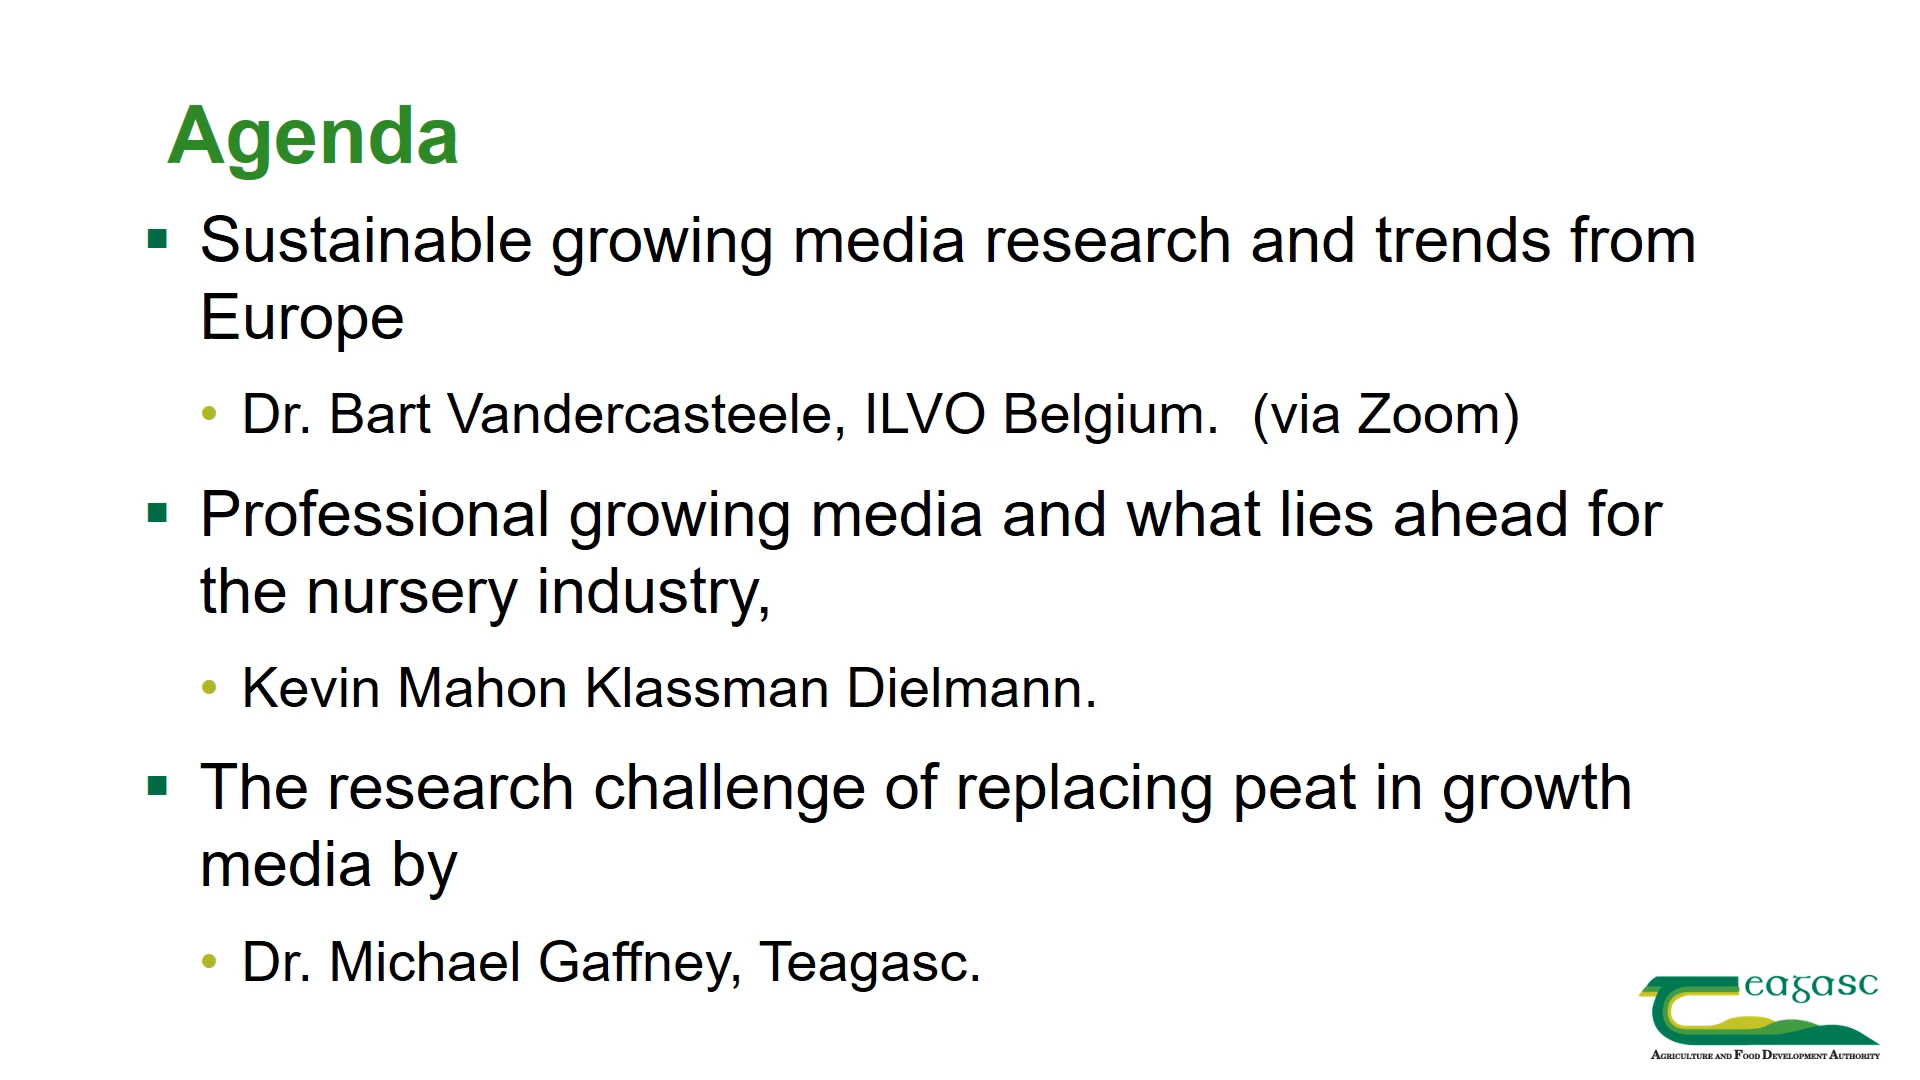 Agenda
▪ Sustainable growing media research and trends from
Europe
• Dr. Bart Vandercasteele, ILVO Belgium.  (via Zoom)
▪ Professional growing media and what lies ahead for
the nursery industry,
• Kevin Mahon Klassman Dielmann.
▪ The research challenge of replacing peat in growth
media by
• Dr. Michael Gaffney, Teagasc.
Teagasc
AGRICULTURE AND FOOD DEVELOPMENT AUTHORITY